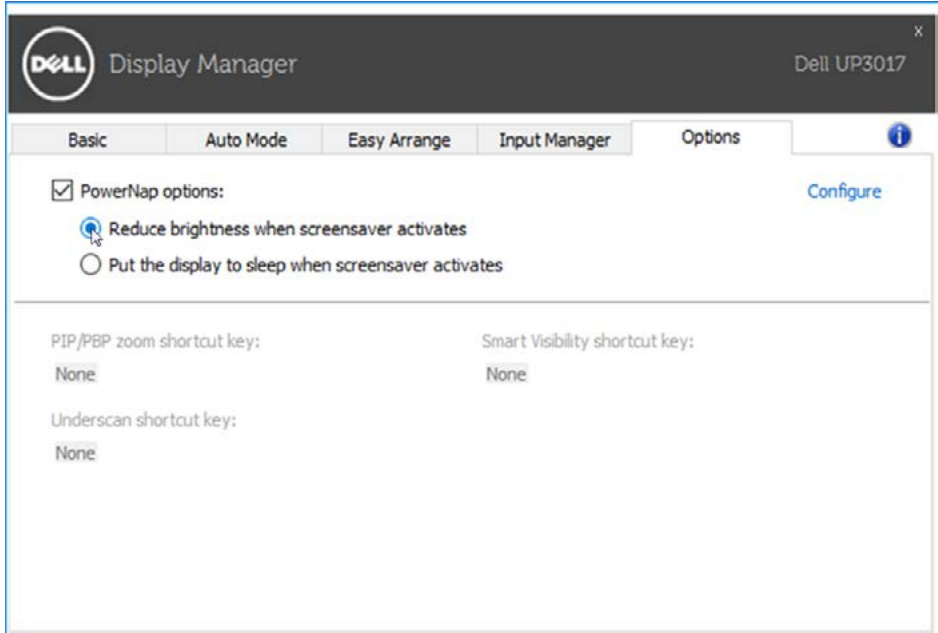 x
DELL Display Manager Dell UP3017
Basic Auto Mode Easy Arrange Input Manager Options i
PowerNap options: Configure
Reduce brightness when screensaver activates
Put the display to sleep when screensaver activates
PIP/PBP zoom shortcut key: Smart Visibility shortcut key:
None None
Underscan shortcut key:
None